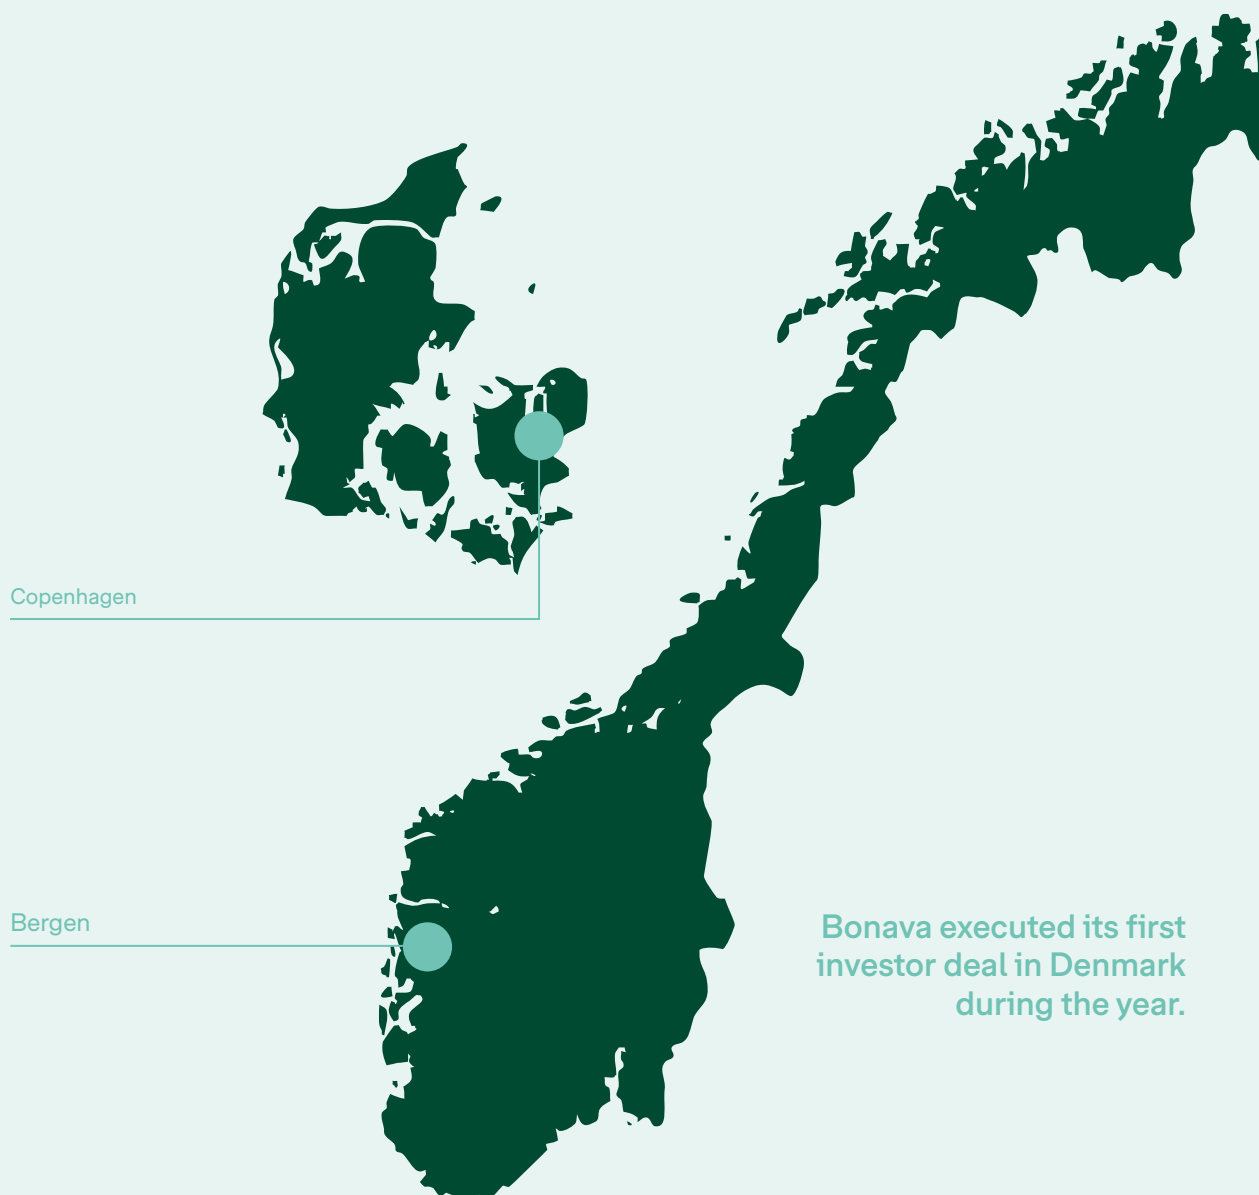 Copenhagen
Bergen
Bonava executed its first
investor deal in Denmark
during the year.